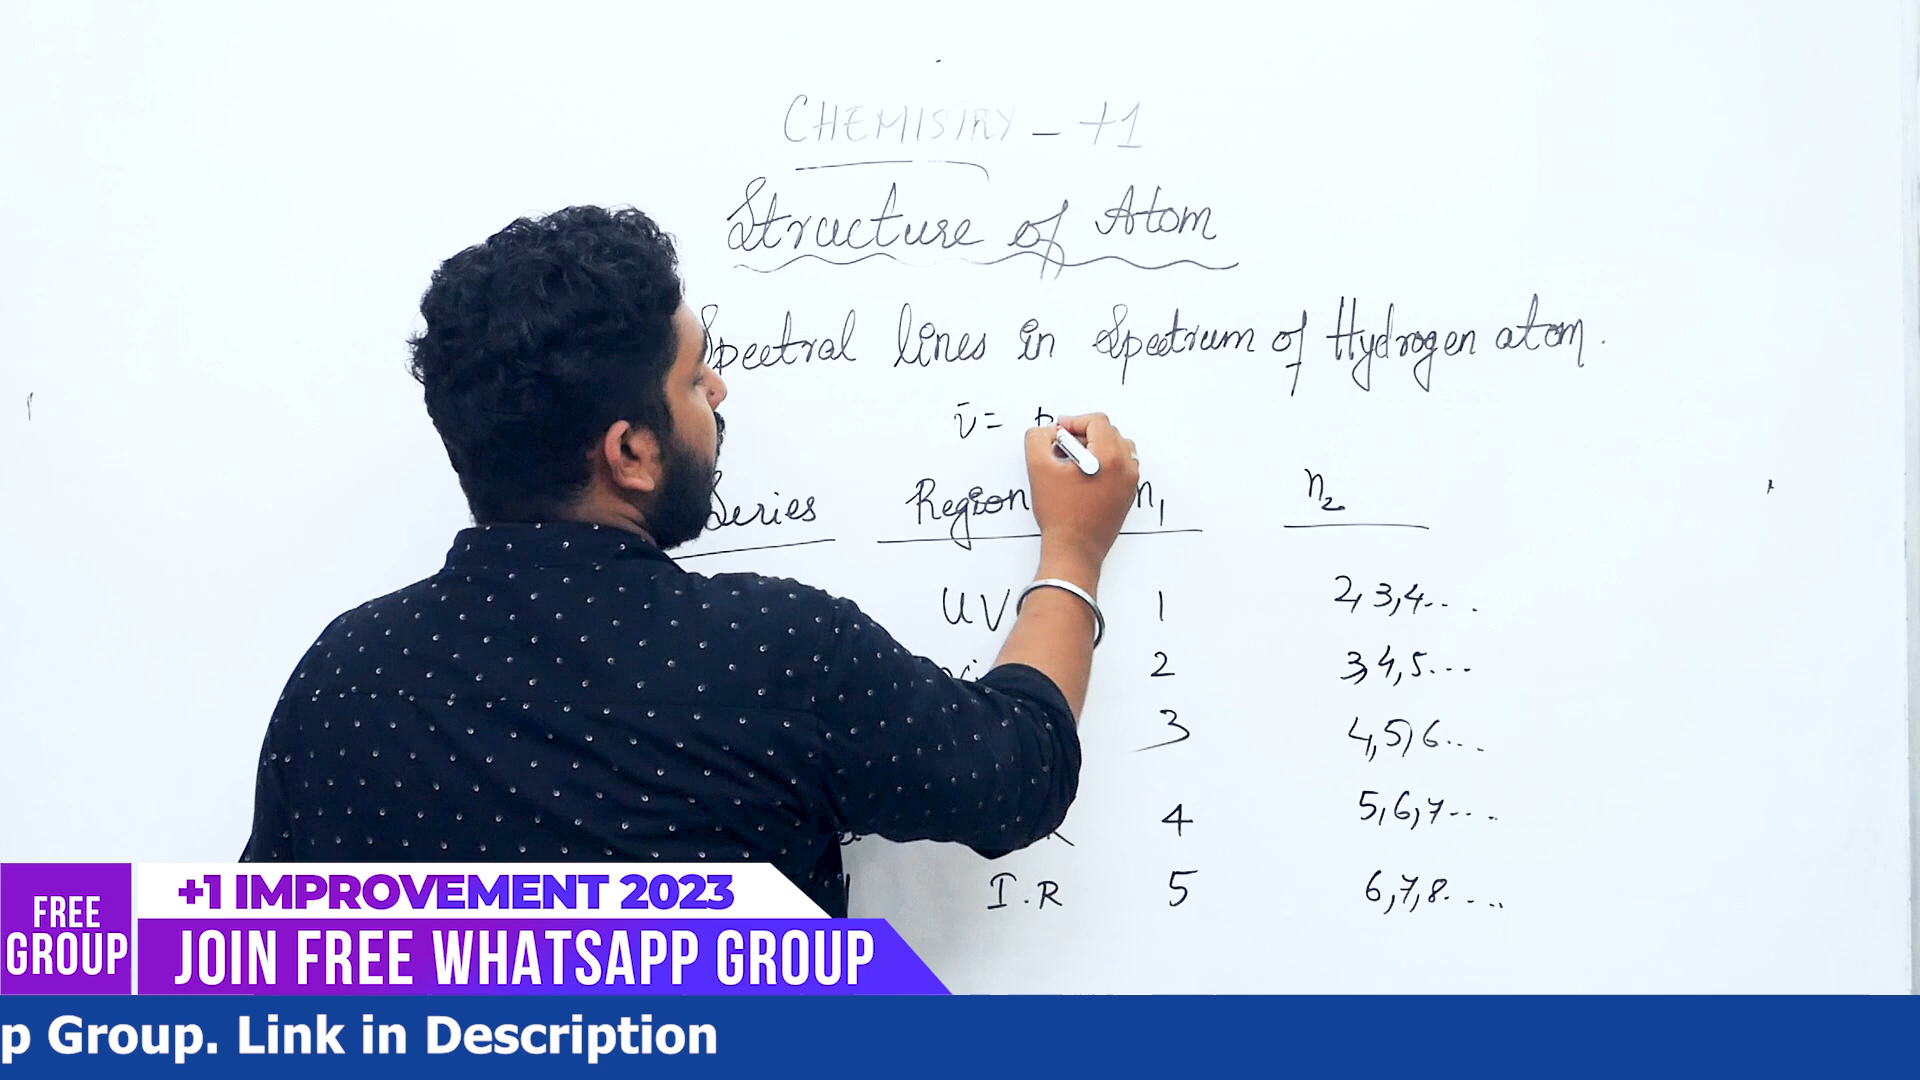 CHEMISTRY - +1
Structure of Atom
Spectral lines in Spectrum of Hydrogen atom.
ν̄ =
Series Region n₁ n₂
UV 1 2, 3, 4...
2 3, 4, 5...
3 4, 5, 6...
4 5, 6, 7...
I.R 5 6, 7, 8....
FREE GROUP
+1 IMPROVEMENT 2023
JOIN FREE WHATSAPP GROUP
p Group. Link in Description